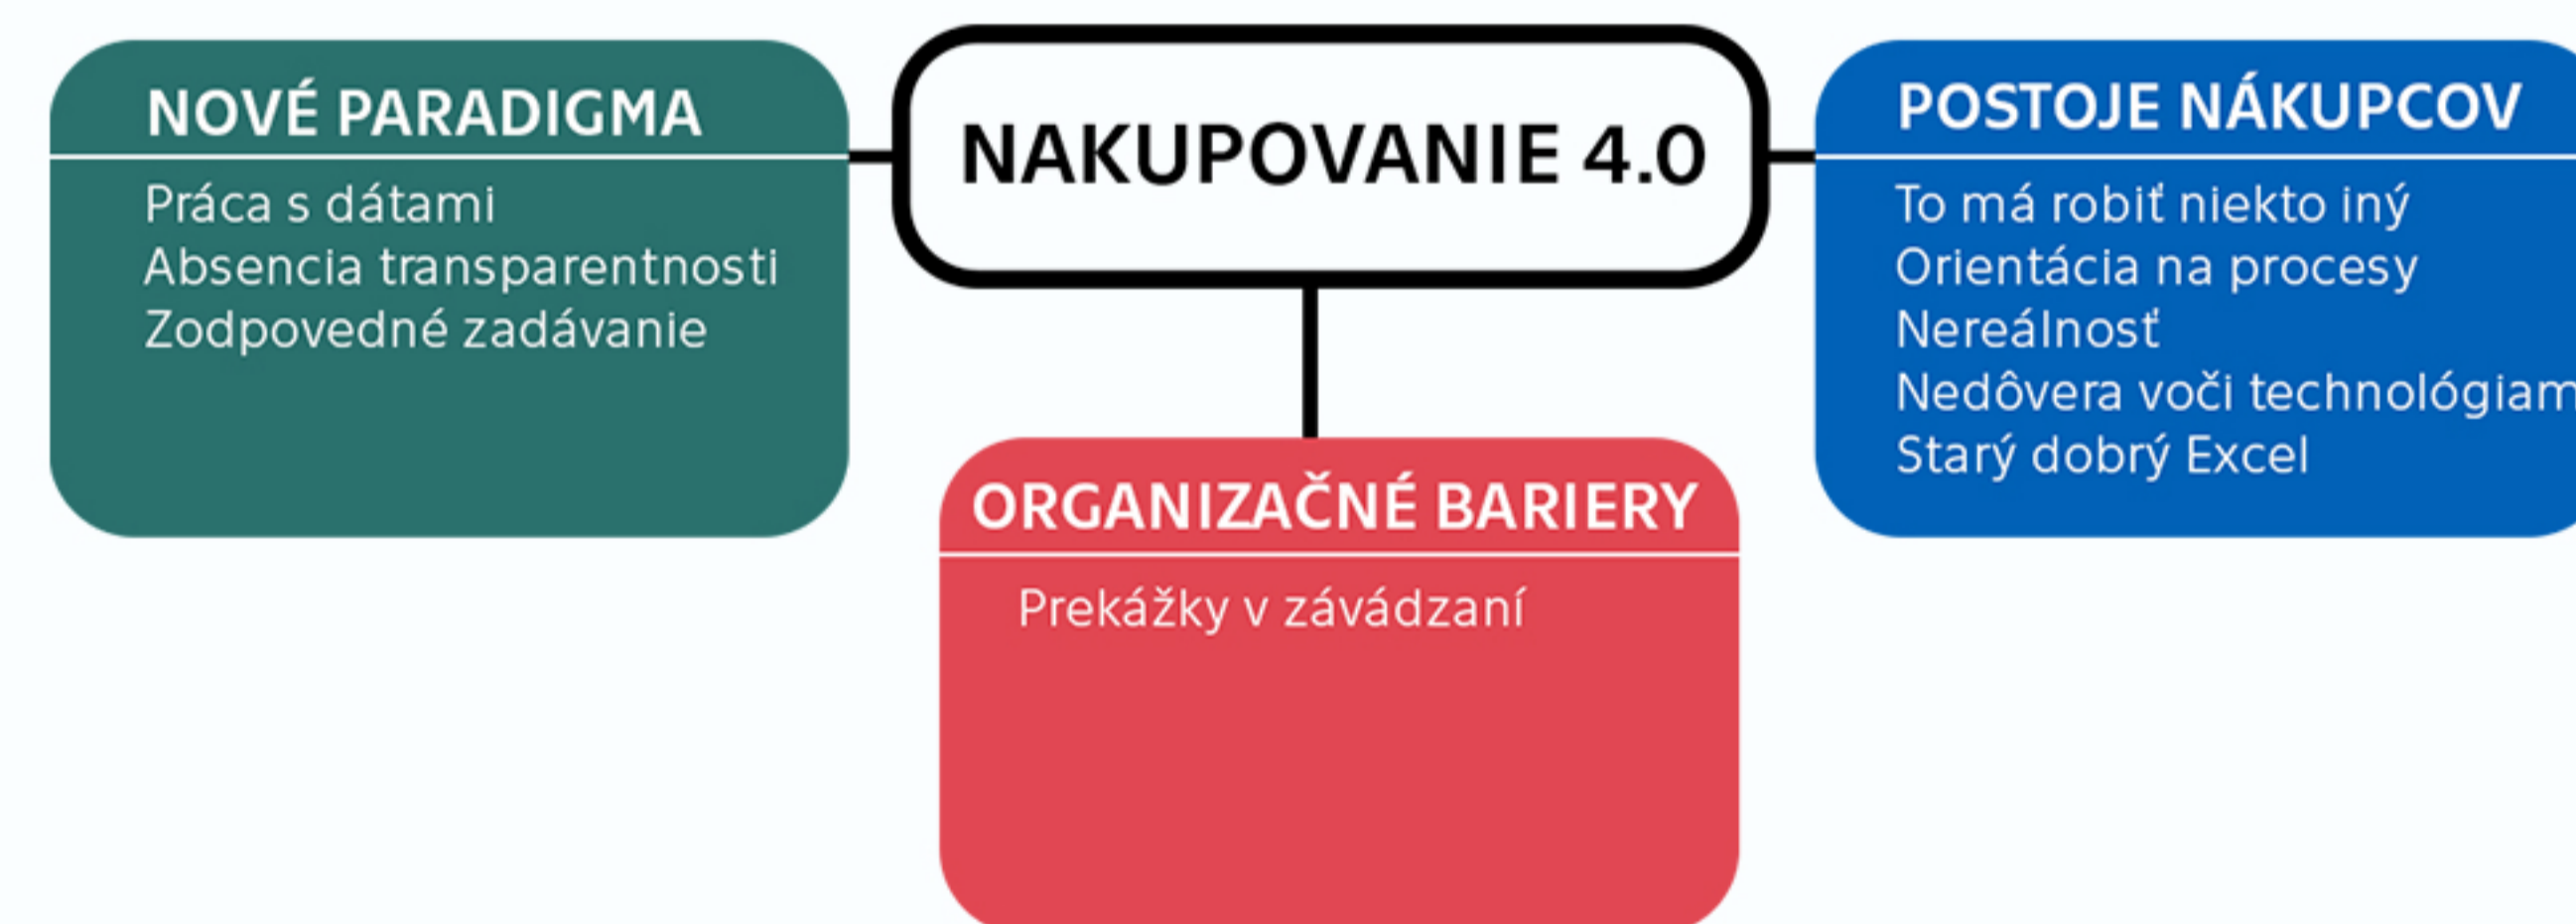 NOVÉ PARADIGMA
Práca s dátami
Absencia transparentnosti
Zodpovedné zadávanie
NAKUPOVANIE 4.0
POSTOJE NÁKUPCOV
To má robiť niekto iný
Orientácia na procesy
Nereálnosť
Nedôvera voči technológiam
Starý dobrý Excel
ORGANIZAČNÉ BARIERY
Prekážky v závádzaní